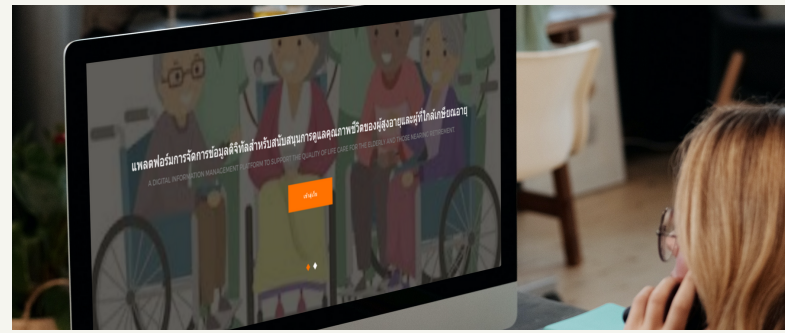 แพลตฟอร์มการจัดการข้อมูลดิจิทัลสำหรับสนับสนุนการดูแลคุณภาพชีวิตของผู้สูงอายุและผู้ที่ใกล้เกษียณอายุ
A DIGITAL INFORMATION MANAGEMENT PLATFORM TO SUPPORT THE QUALITY OF LIFE CARE FOR THE ELDERLY AND THOSE NEARING RETIREMENT